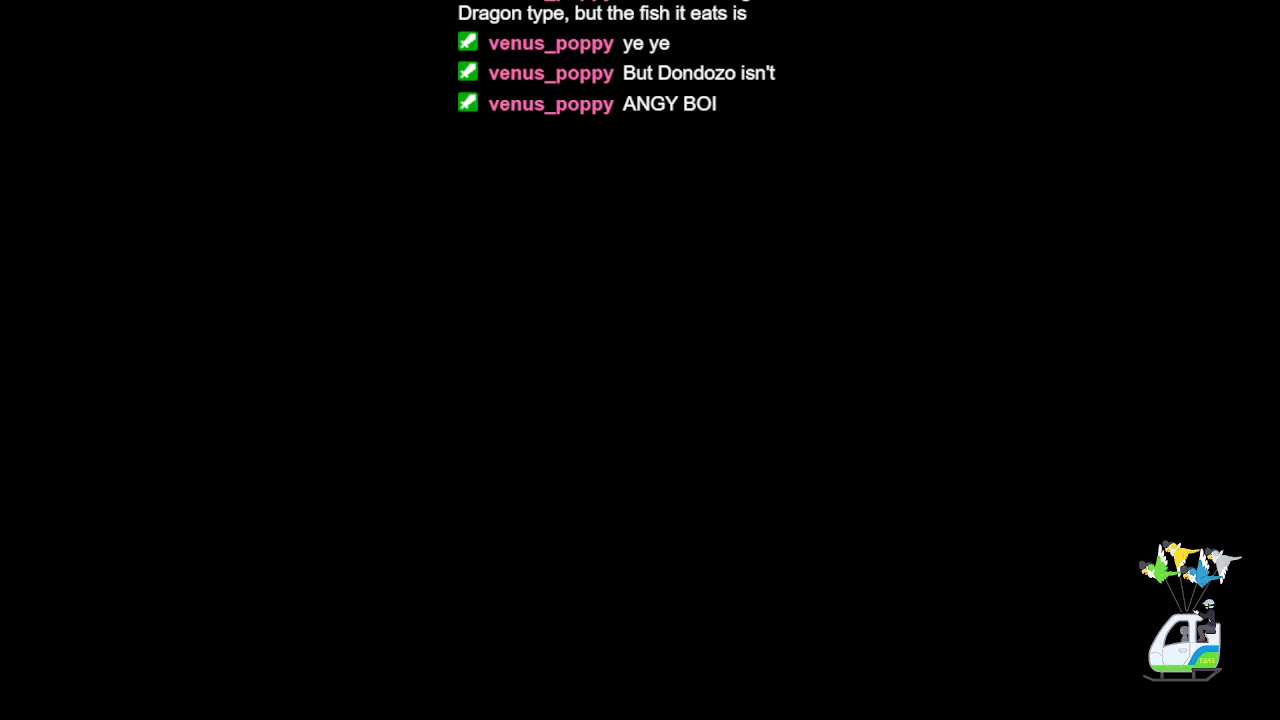 Dragon type, but the fish it eats is
venus_poppy ye ye
venus_poppy But Dondozo isn't
venus_poppy ANGY BOI